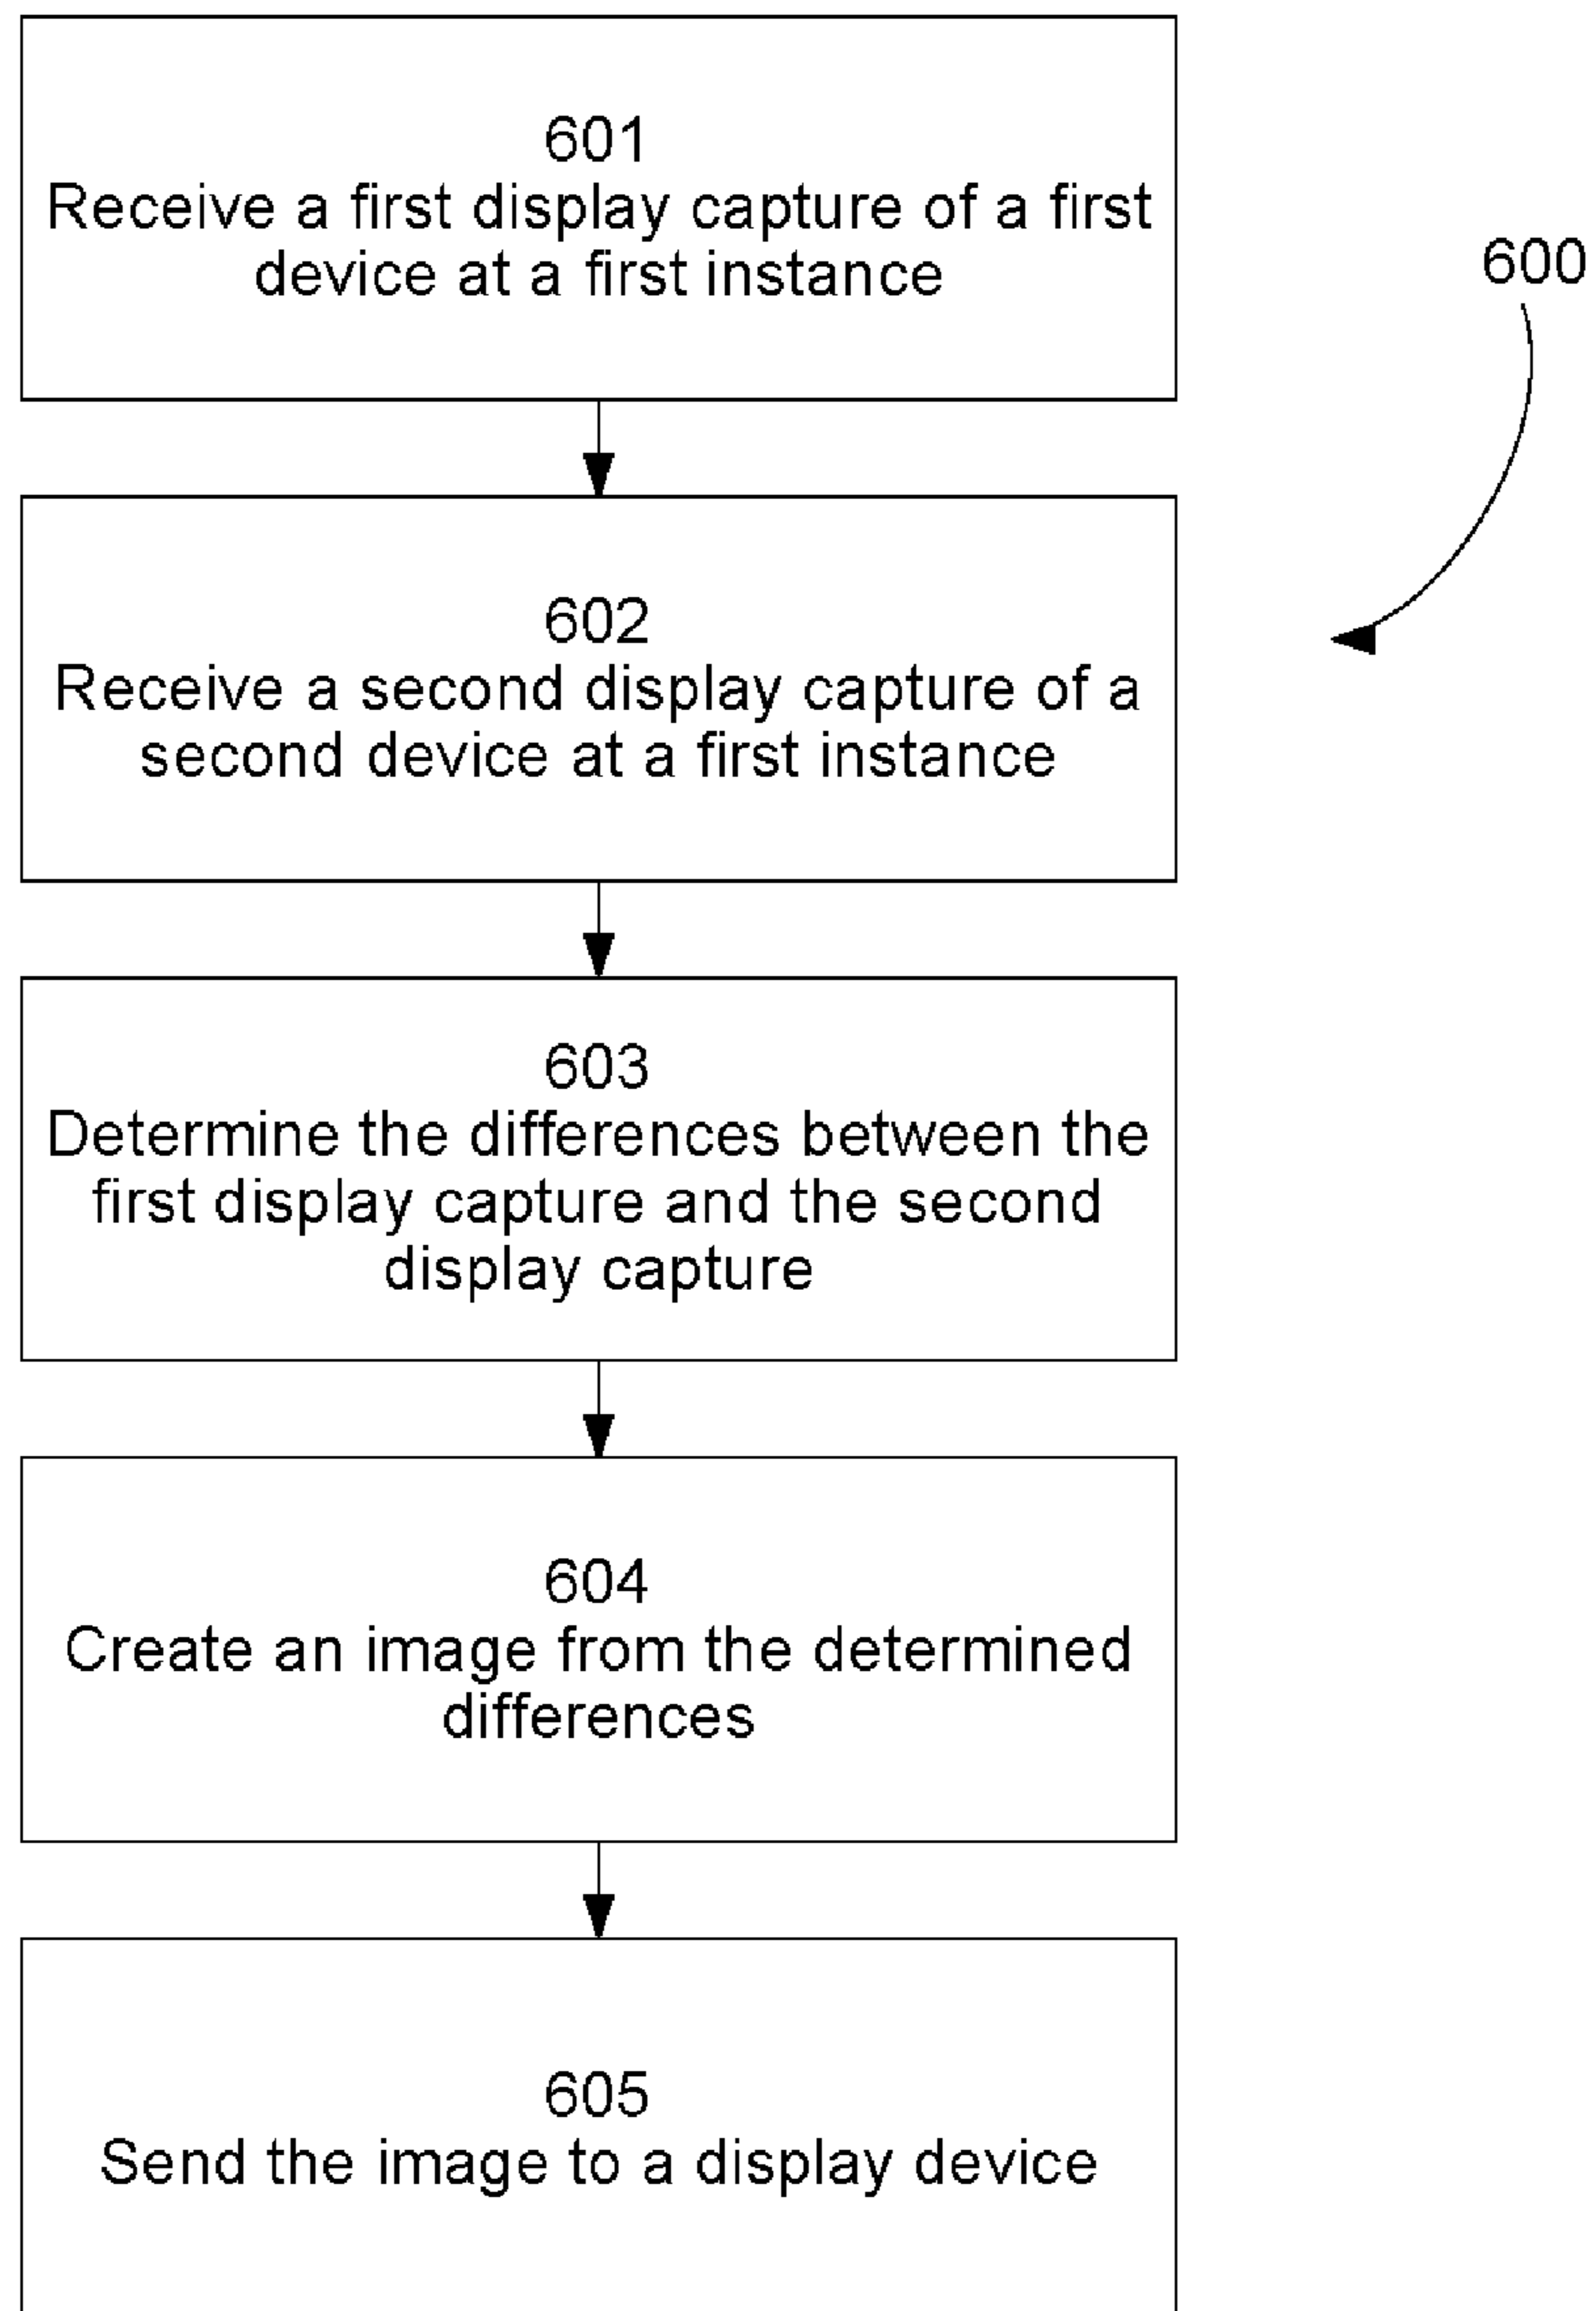 601
Receive a first display capture of a first
device at a first instance
600
602
Receive a second display capture of a
second device at a first instance
603
Determine the differences between the
first display capture and the second
display capture
604
Create an image from the determined
differences
605
Send the image to a display device